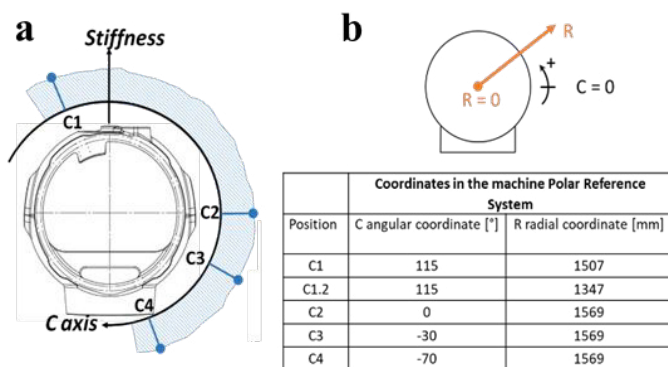 a
Stiffness
C1
C2
C3
C4
C axis
b
R
R = 0
+
C = 0
Coordinates in the machine Polar Reference
System
Position C angular coordinate [°] R radial coordinate [mm]
C1 115 1507
C1.2 115 1347
C2 0 1569
C3 -30 1569
C4 -70 1569